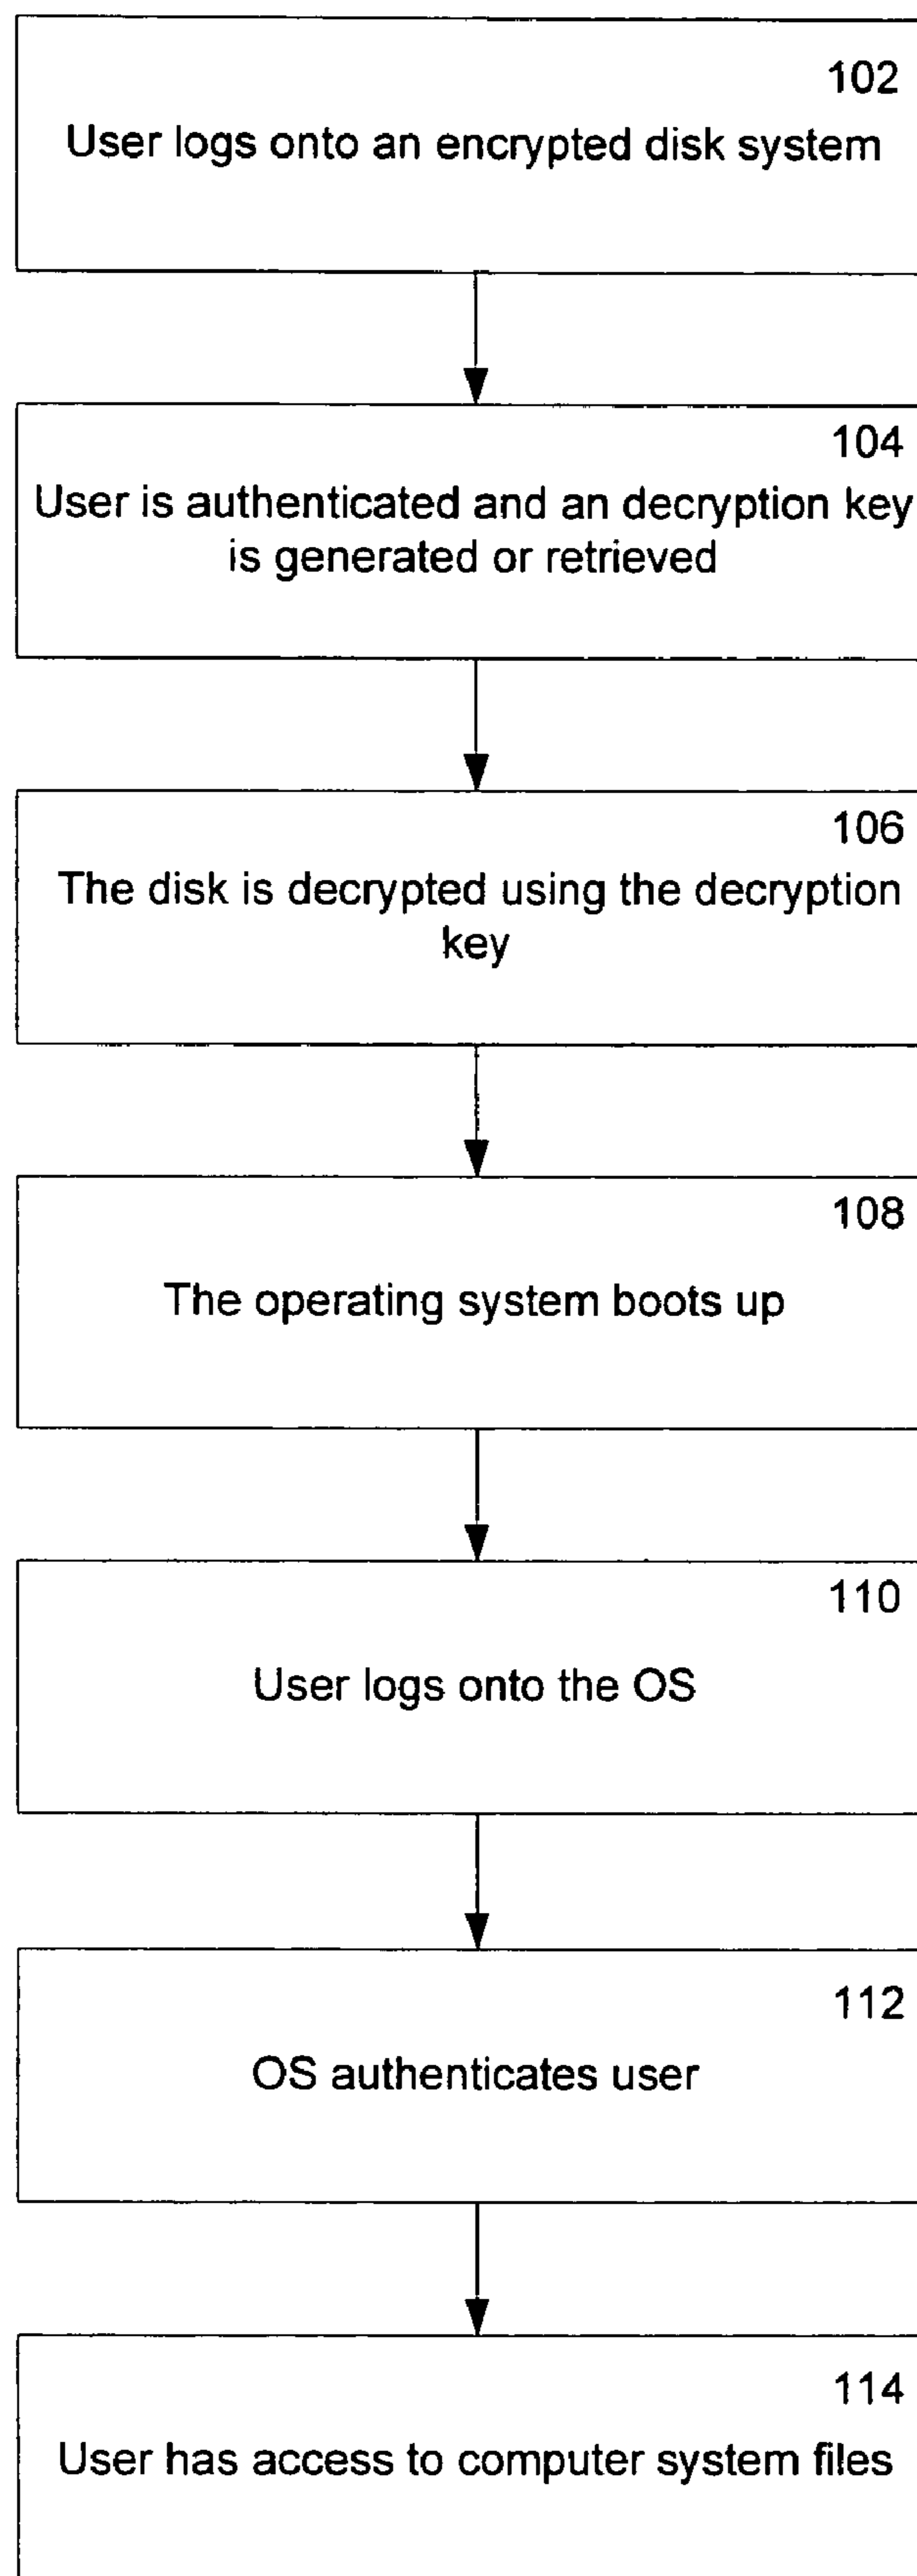 102
User logs onto an encrypted disk system
104
User is authenticated and an decryption key
is generated or retrieved
106
The disk is decrypted using the decryption
key
108
The operating system boots up
110
User logs onto the OS
112
OS authenticates user
114
User has access to computer system files